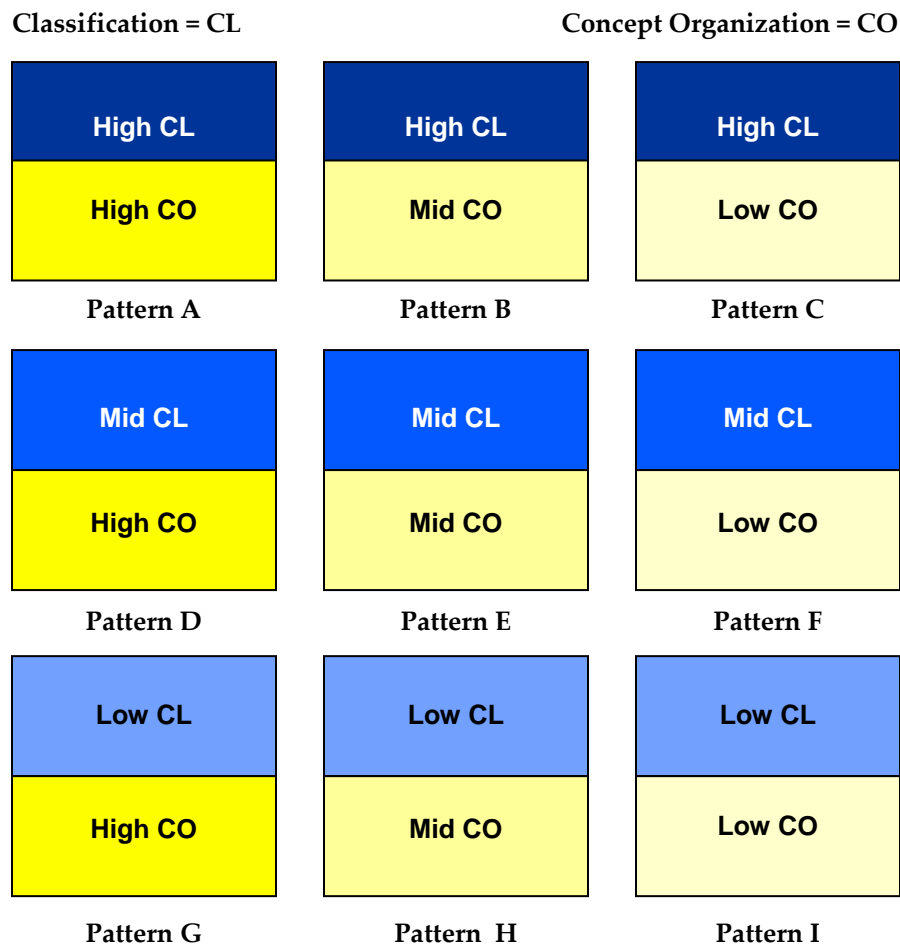 Classification = CL Concept Organization = CO
High CL High CL High CL
High CO Mid CO Low CO
Pattern A Pattern B Pattern C
Mid CL Mid CL Mid CL
High CO Mid CO Low CO
Pattern D Pattern E Pattern F
Low CL Low CL Low CL
High CO Mid CO Low CO
Pattern G Pattern H Pattern I